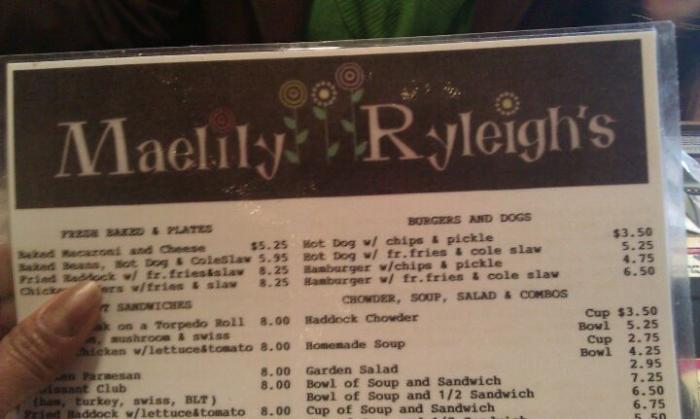 Maelily Ryleigh's
FRESH BAKED & PLATES
Baked Macaroni and Cheese $5.25
Baked Beans, Hot Dog & ColeSlaw 5.95
Fried Haddock w/ fr.fries&slaw 8.25
ers w/fries & slaw 8.25
SANDWICHES
on a Torpedo Roll 8.00
mushroom & swiss
Chicken w/lettuce&tomato 8.00
Parmesan 8.00
Club 8.00
(ham, turkey, swiss, BLT)
Fried Haddock w/lettuce&tomato 8.00
BURGERS AND DOGS
Hot Dog w/ chips & pickle $3.50
Hot Dog w/ fr.fries & cole slaw 5.25
Hamburger w/chips & pickle 4.75
Hamburger w/ fr.fries & cole slaw 6.50
CHOWDER, SOUP, SALAD & COMBOS
Haddock Chowder Cup $3.50
Bowl 5.25
Homemade Soup Cup 2.75
Bowl 4.25
Garden Salad 2.95
Bowl of Soup and Sandwich 7.25
Bowl of Soup and 1/2 Sandwich 6.50
Cup of Soup and Sandwich 6.75
5.50